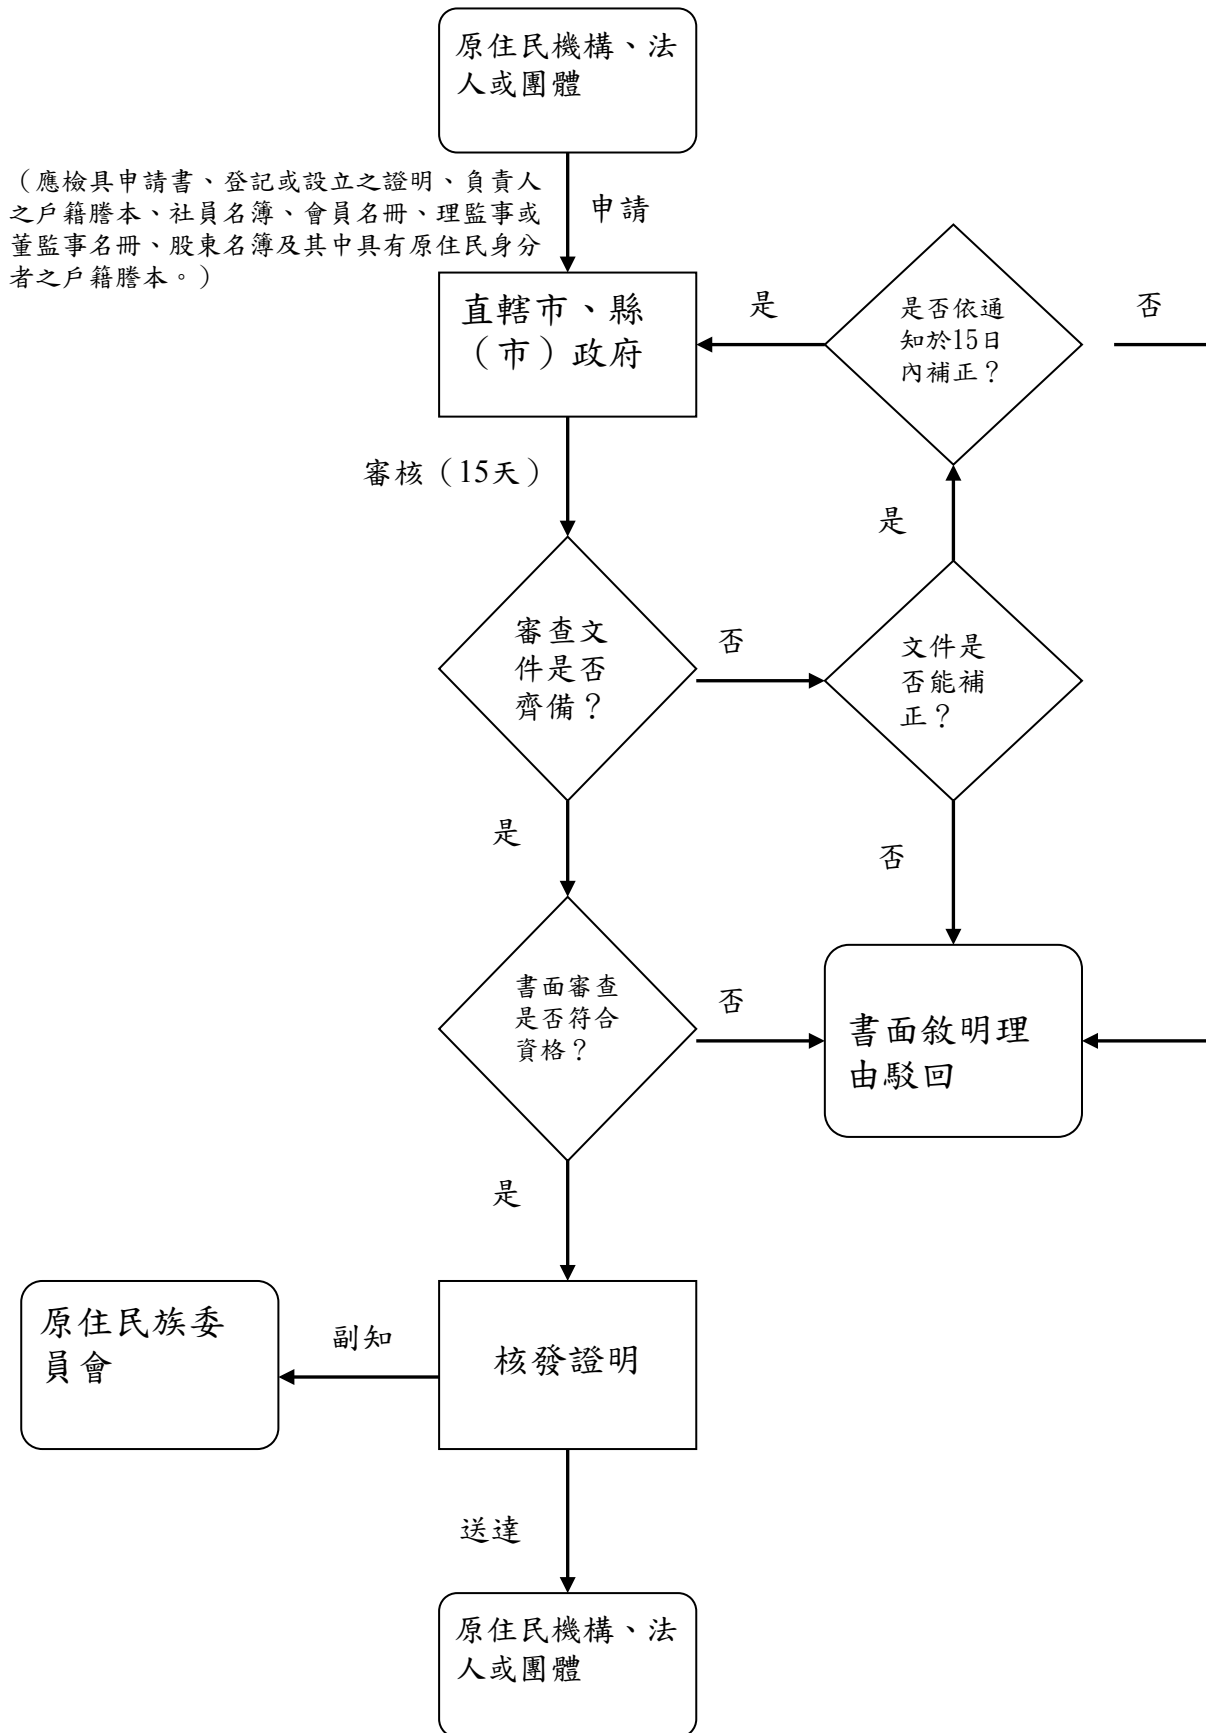 原住民機構、法
人或團體
（應檢具申請書、登記或設立之證明、負責人
之戶籍謄本、社員名簿、會員名冊、理監事或
董監事名冊、股東名簿及其中具有原住民身分
者之戶籍謄本。）
申請
直轄市、縣
（市）政府
是
是否依通
知於15日
內補正？
否
審核（15天）
是
審查文
件是否
齊備？
否
文件是
否能補
正？
是
否
書面審查
是否符合
資格？
否
書面敘明理
由駁回
是
原住民族委
員會
副知
核發證明
送達
原住民機構、法
人或團體